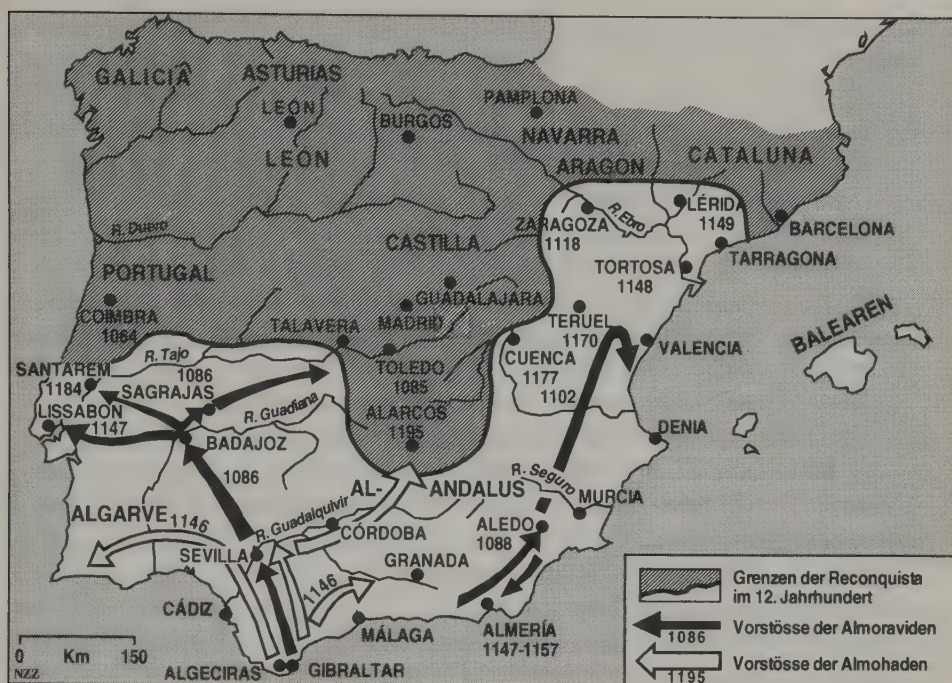 GALICIA
ASTURIAS
LEON
LEON
BURGOS
PAMPLONA
NAVARRA
ARAGON
CATALUNA
R. Duero
CASTILLA
ZARAGOZA
1118
R. Ebro
LÉRIDA
1149
BARCELONA
TARRAGONA
PORTUGAL
COIMBRA
1064
GUADALAJARA
MADRID
TORTOSA
1148
TERUEL
1170
BALEAREN
TALAVERA
TOLEDO
1085
CUENCA
1177
1102
VALENCIA
SANTAREM
1184
R. Tajo
1086
SAGRAJAS
LISSABON
1147
R. Guadiana
BADAJOZ
ALARCOS
1195
DENIA
1086
AL-
ANDALUS
R. Seguro
MURCIA
ALGARVE
1146
R. Guadalquivir
CÓRDOBA
ALEDO
1088
SEVILLA
GRANADA
1146
CÁDIZ
MÁLAGA
ALMERÍA
1147-1157
ALGECIRAS
GIBRALTAR
0 Km 150
NZZ
Grenzen der Reconquista
im 12. Jahrhundert
1086
Vorstösse der Almoraviden
1195
Vorstösse der Almohaden